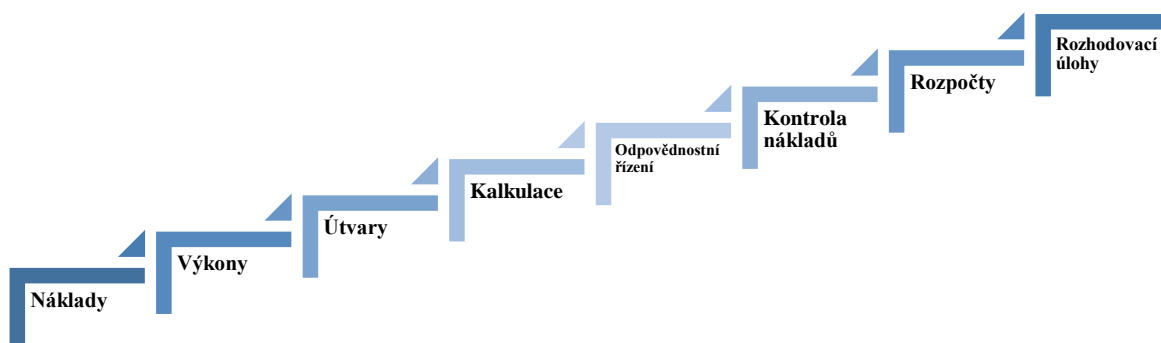 Náklady
Výkony
Útvary
Kalkulace
Odpovědnostní
řízení
Kontrola
nákladů
Rozpočty
Rozhodovací
úlohy